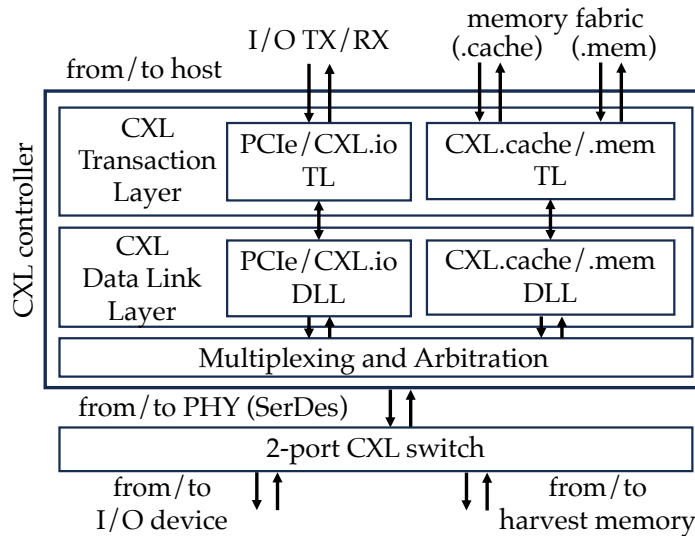 memory fabric
I/O TX/RX
(.cache) (.mem)
from/to host
CXL controller
CXL
Transaction
Layer
PCIe/CXL.io
TL
CXL.cache/.mem
TL
CXL
Data Link
Layer
PCIe/CXL.io
DLL
CXL.cache/.mem
DLL
Multiplexing and Arbitration
from/to PHY (SerDes)
2-port CXL switch
from/to
I/O device
from/to
harvest memory